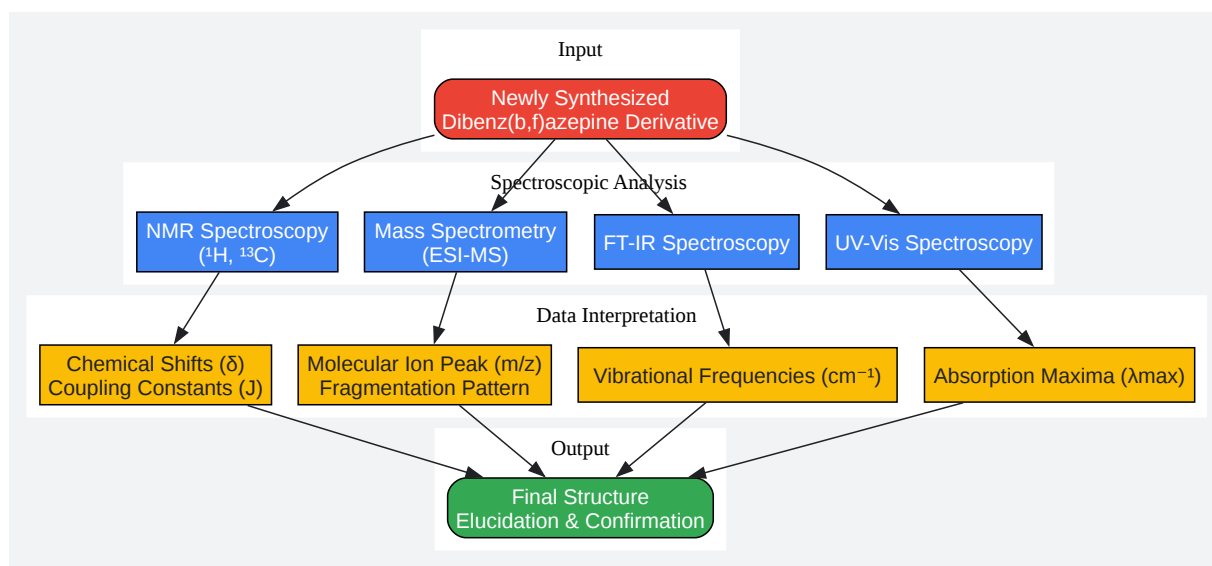 Input
Newly Synthesized
Dibenz(b,f)azepine Derivative
Spectroscopic Analysis
NMR Spectroscopy
(¹H, ¹³C)
Mass Spectrometry
(ESI-MS)
FT-IR Spectroscopy
UV-Vis Spectroscopy
Data Interpretation
Chemical Shifts (δ)
Coupling Constants (J)
Molecular Ion Peak (m/z)
Fragmentation Pattern
Vibrational Frequencies (cm⁻¹)
Absorption Maxima (λmax)
Output
Final Structure
Elucidation & Confirmation